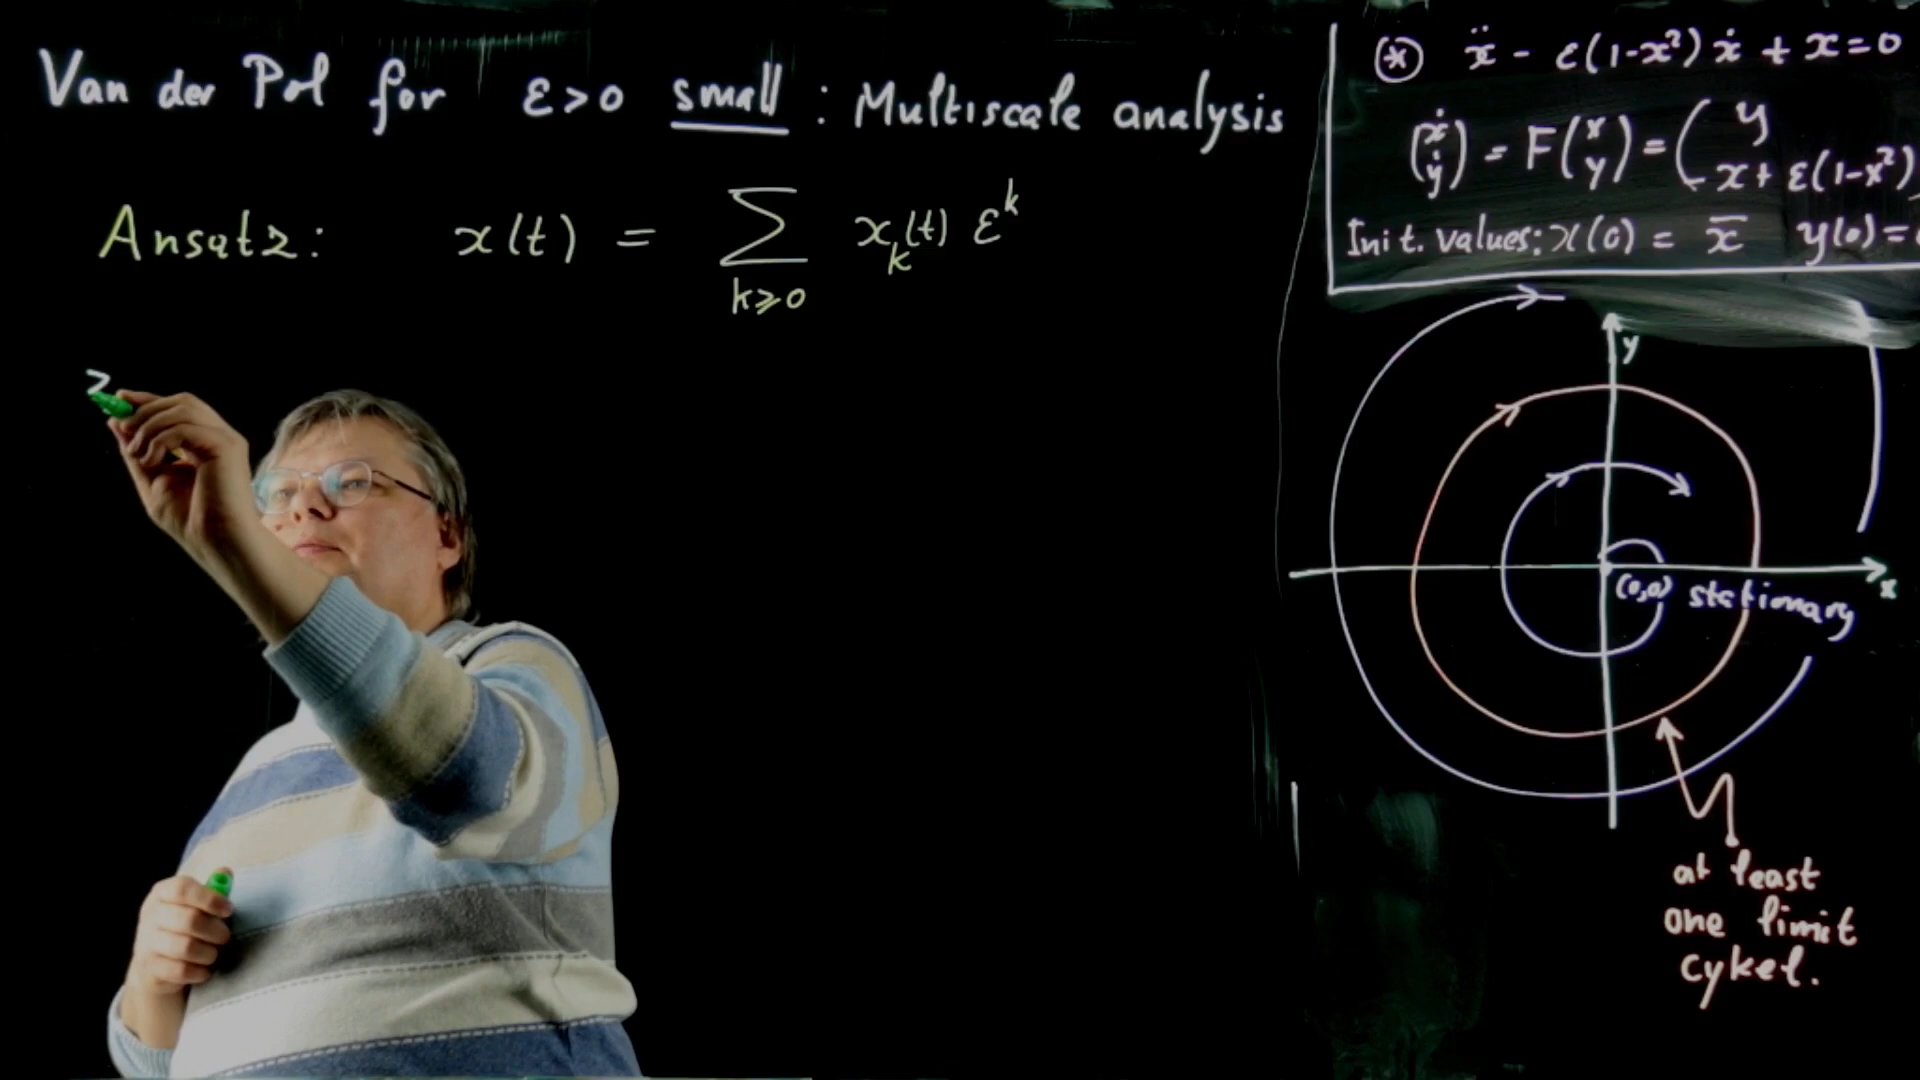 Van der Pol for ε>0 small : Multiscale analysis
Ansatz: x(t) = ∑ x_k(t) ε^k
k⩾0
(*) ẍ - ε(1-x²) ẋ + x = 0
(ẋ ẏ) = F(x y) = ( y
- x + ε(1-x²)
Init. values: x(0) = x̅ y(0) =
y
x
(0,0) stationary
at least
one limit
cykel.